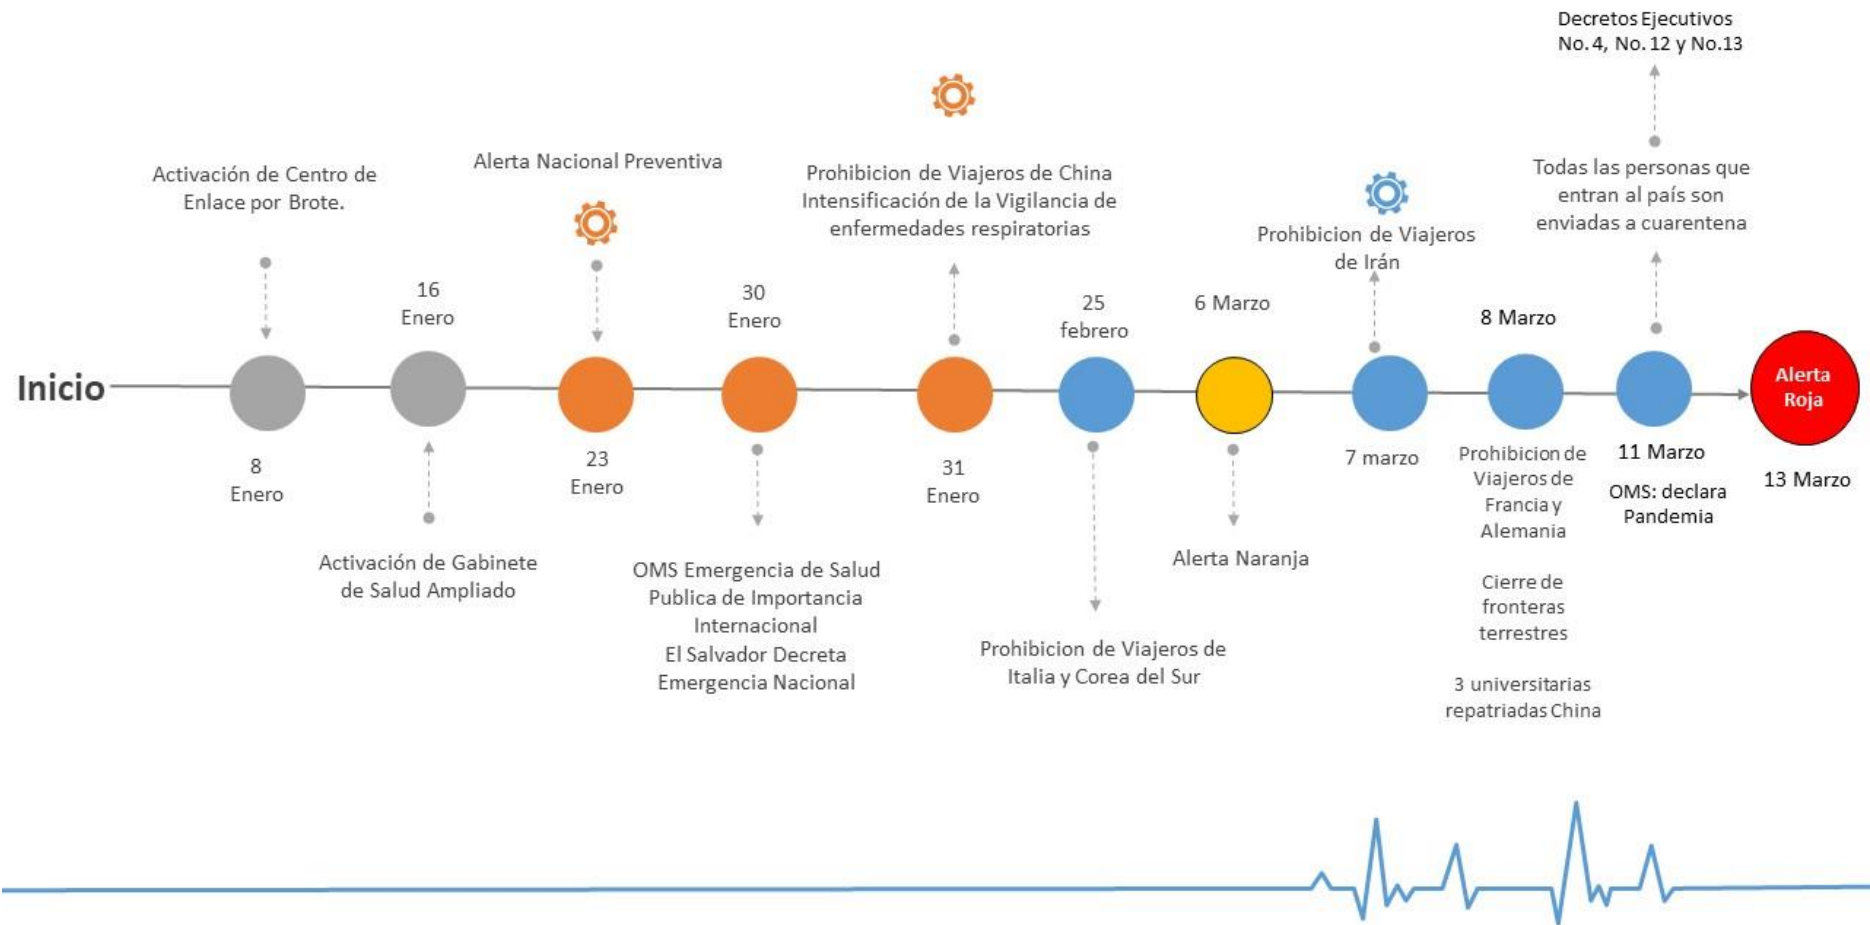 Inicio
Activación de Centro de
Enlace por Brote.
8
Enero
16
Enero
Activación de Gabinete
de Salud Ampliado
Alerta Nacional Preventiva
23
Enero
30
Enero
OMS Emergencia de Salud
Publica de Importancia
Internacional
El Salvador Decreta
Emergencia Nacional
Prohibicion de Viajeros de China
Intensificación de la Vigilancia de
enfermedades respiratorias
31
Enero
25
febrero
Prohibicion de Viajeros de
Italia y Corea del Sur
6 Marzo
Alerta Naranja
Prohibicion de Viajeros
de Irán
7 marzo
8 Marzo
Prohibicion de
Viajeros de
Francia y
Alemania
Cierre de
fronteras
terrestres
3 universitarias
repatriadas China
Decretos Ejecutivos
No. 4, No. 12 y No.13
Todas las personas que
entran al país son
enviadas a cuarentena
11 Marzo
OMS: declara
Pandemia
Alerta
Roja
13 Marzo